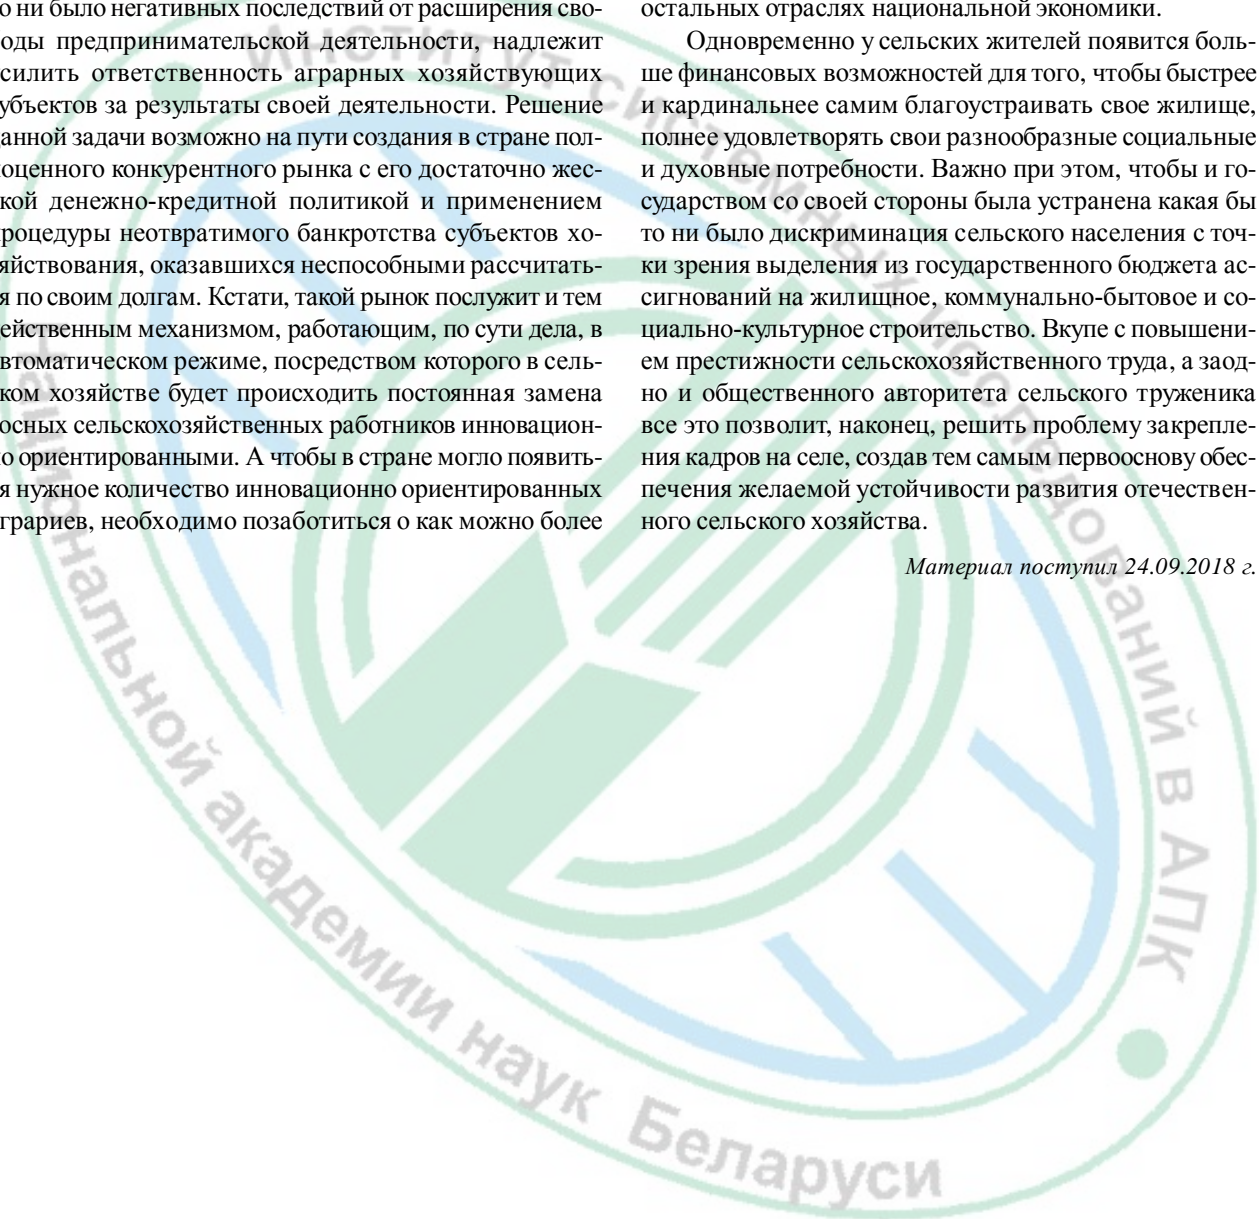 о ни было негативных последствий от расширения сво-
оды предпринимательской деятельности, надлежит
силить ответственность аграрных хозяйствующих
убъектов за результаты своей деятельности. Решение
данной задачи возможно на пути создания в стране пол-
оценного конкурентного рынка с его достаточно жес-
кой денежно-кредитной политикой и применением
роцедуры неотвратимого банкротства субъектов хо-
яйствования, оказавшихся неспособными рассчитать-
я по своим долгам. Кстати, такой рынок послужит и тем
ейственным механизмом, работающим, по сути дела, в
втоматическом режиме, посредством которого в сель-
ком хозяйстве будет происходить постоянная замена
осных сельскохозяйственных работников инновацион-
о ориентированными. А чтобы в стране могло появить-
я нужное количество инновационно ориентированных
грариев, необходимо позаботиться о как можно более
остальных отраслях национальной экономики.
Одновременно у сельских жителей появится боль-
ше финансовых возможностей для того, чтобы быстрее
и кардинальнее самим благоустраивать свое жилище,
полнее удовлетворять свои разнообразные социальные
и духовные потребности. Важно при этом, чтобы и го-
сударством со своей стороны была устранена какая бы
то ни было дискриминация сельского населения с точ-
ки зрения выделения из государственного бюджета ас-
сигнований на жилищное, коммунально-бытовое и со-
циально-культурное строительство. Вкупе с повышени-
ем престижности сельскохозяйственного труда, а заод-
но и общественного авторитета сельского труженика
все это позволит, наконец, решить проблему закрепле-
ния кадров на селе, создав тем самым первооснову обес-
печения желаемой устойчивости развития отечествен-
ного сельского хозяйства.
Материал поступил 24.09.2018 г.
Институт системных исследований в АПК
Национальной академии наук Беларуси